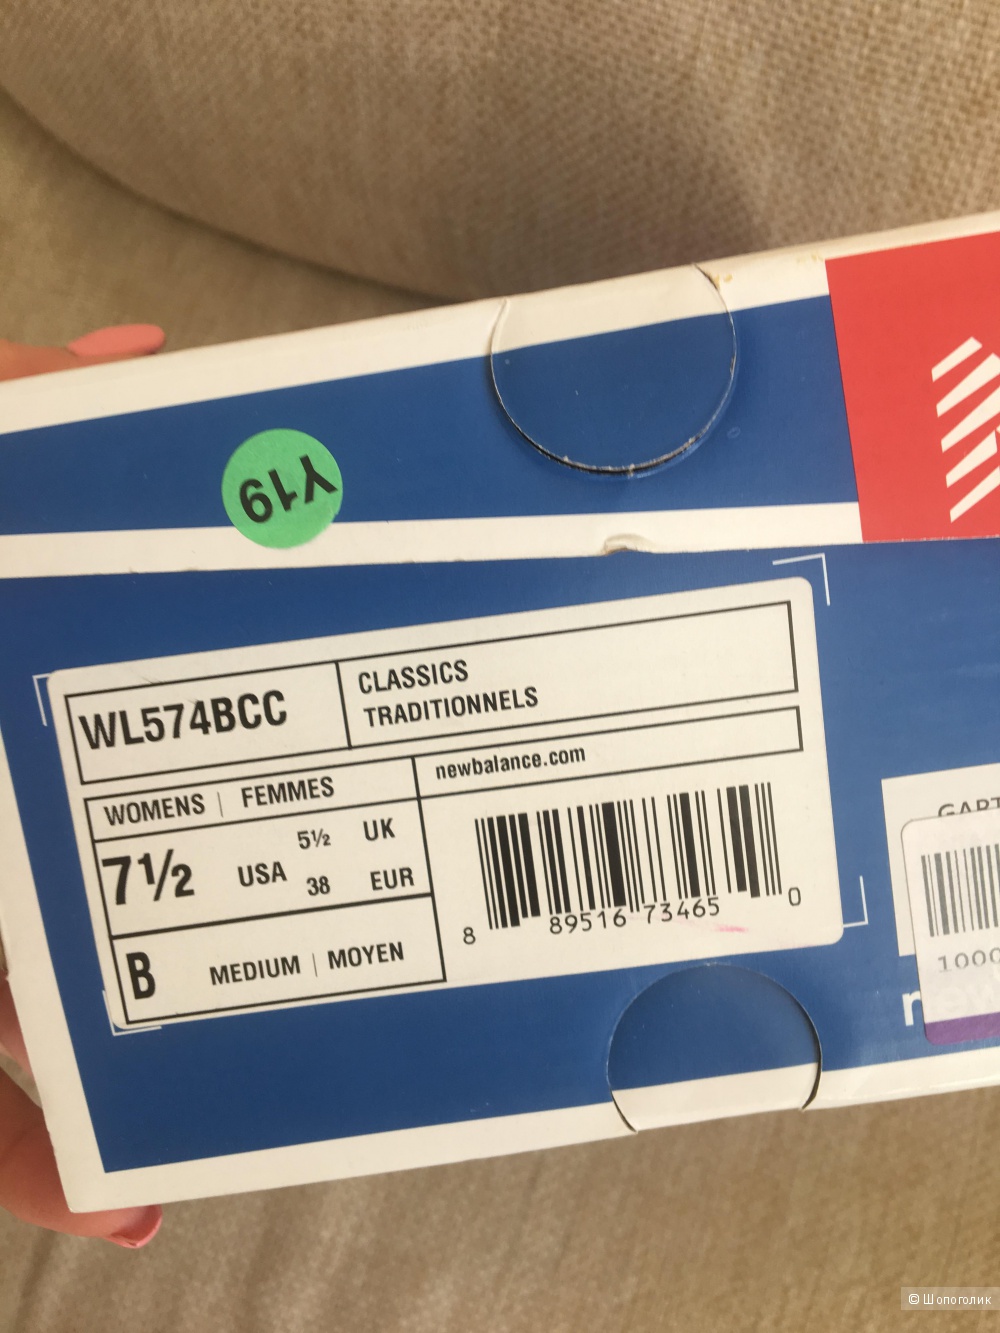 Y19
WL574BCC
CLASSICS
TRADITIONNELS
WOMENS | FEMMES
newbalance.com
7½ USA 5½ UK
38 EUR
B MEDIUM | MOYEN
8 89516 73465 0
1000
© Шопоголик